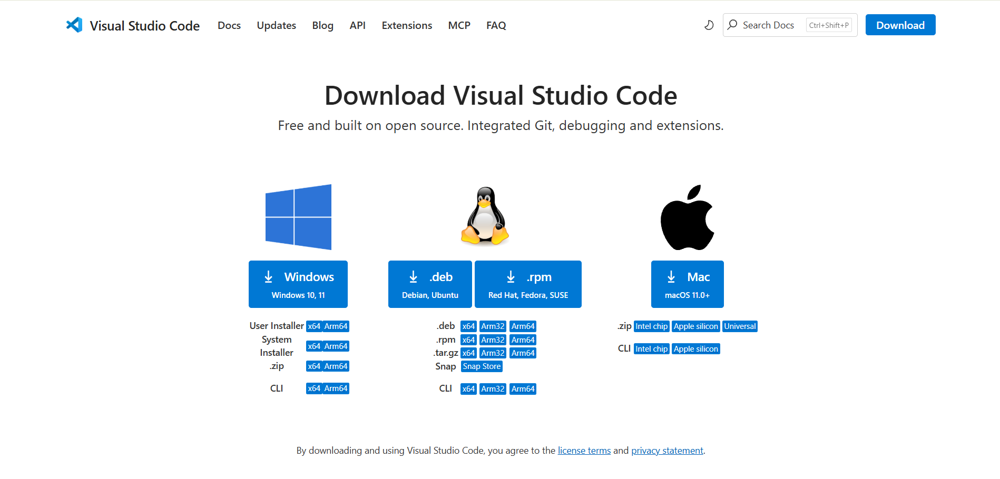 Visual Studio Code Docs Updates Blog API Extensions MCP FAQ Search Docs Ctrl+Shift+P Download
Download Visual Studio Code
Free and built on open source. Integrated Git, debugging and extensions.
Windows
Windows 10, 11
User Installer x64 Arm64
System
Installer x64 Arm64
.zip x64 Arm64
CLI x64 Arm64
.deb
Debian, Ubuntu
.rpm
Red Hat, Fedora, SUSE
.deb x64 Arm32 Arm64
.rpm x64 Arm32 Arm64
.tar.gz x64 Arm32 Arm64
Snap Snap Store
CLI x64 Arm32 Arm64
Mac
macOS 11.0+
.zip Intel chip Apple silicon Universal
CLI Intel chip Apple silicon
By downloading and using Visual Studio Code, you agree to the license terms and privacy statement.